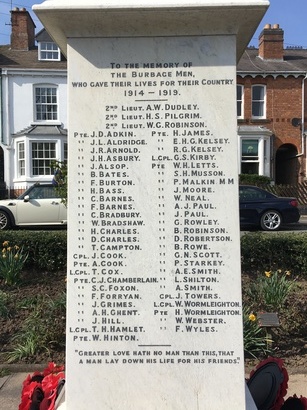 TO THE MEMORY OF
THE BURBAGE MEN,
WHO GAVE THEIR LIVES FOR THEIR COUNTRY
1914 – 1919.
2ND LIEUT. A.W. DUDLEY.
2ND LIEUT. H.S. PILGRIM.
2ND LIEUT. W.G. ROBINSON.
PTE J.D. ADKIN. PTE H. JAMES.
" J.L. ALDRIDGE. " E.H.G. KELSEY.
" J. ARNOLD. " R.G. KELSEY.
" J.H. ASBURY. CPL. G.S. KIRBY.
" J. ALSOP. PTE W.H. LETTS.
" B. BATES. " S.H. MUSSON.
" F. BURTON. " P. MALKIN. M M
" H. BASS. " J. MOORE.
" C. BARNES. " W. NEAL.
" F. BARNES. " P.A.J. PAUL.
" C. BRADBURY. " J. PAUL.
" W. BRADSHAW. " G. ROWLEY.
" H. CHARLES. " B. ROBINSON.
" D. CHARLES. " D. ROBERTSON.
" T. CAMPTON. " B. ROWE.
CPL. J. COOK. " G.N. SCOTT.
PTE A. COOK. " P. STARKEY.
L.CPL. T. COX. " A.E. SMITH.
PTE C.J. CHAMBERLAIN. " L. SHILTON.
" S.C. FOXON. " A. SMITH.
" F. FORRYAN. CPL. J. TOWERS.
" J. GRIMES. L.CPL. W. WORMLEIGHTON.
" A.H. GHENT. PTE H. WORMLEIGHTON.
" J. HILL. " W. WEBSTER.
L.CPL. T.H. HAMLET. " F. WYLES.
PTE W. HINTON.
"GREATER LOVE HATH NO MAN THAN THIS, THAT
A MAN LAY DOWN HIS LIFE FOR HIS FRIENDS."